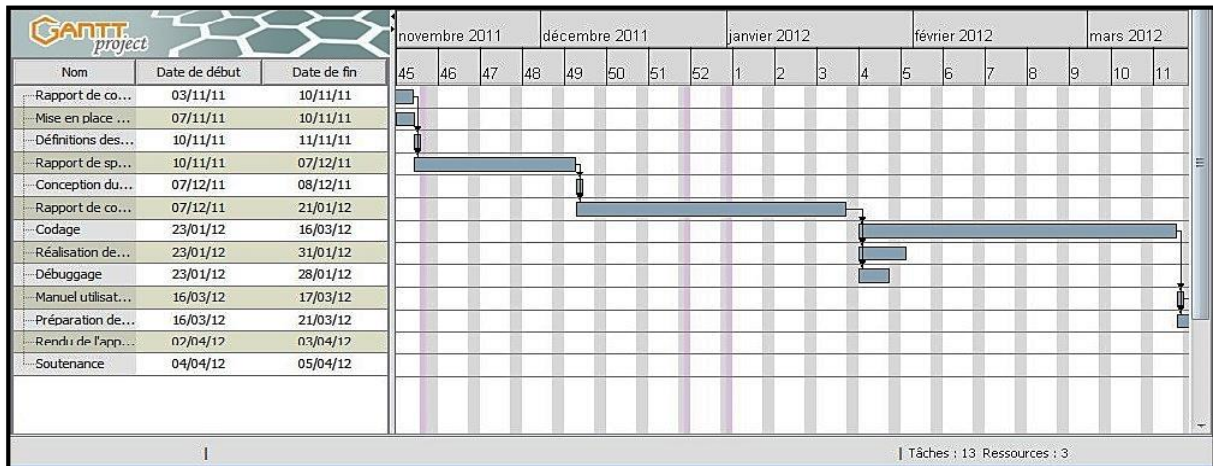 GANTT
project
novembre 2011 décembre 2011 janvier 2012 février 2012 mars 2012
Nom Date de début Date de fin 45 46 47 48 49 50 51 52 1 2 3 4 5 6 7 8 9 10 11
Rapport de co... 03/11/11 10/11/11
Mise en place ... 07/11/11 10/11/11
Définitions des... 10/11/11 11/11/11
Rapport de sp... 10/11/11 07/12/11
Conception du... 07/12/11 08/12/11
Rapport de co... 07/12/11 21/01/12
Codage 23/01/12 16/03/12
Réalisation de... 23/01/12 31/01/12
Débuggage 23/01/12 28/01/12
Manuel utilisat... 16/03/12 17/03/12
Préparation de... 16/03/12 21/03/12
Rendu de l'app... 02/04/12 03/04/12
Soutenance 04/04/12 05/04/12
Tâches : 13 Ressources : 3